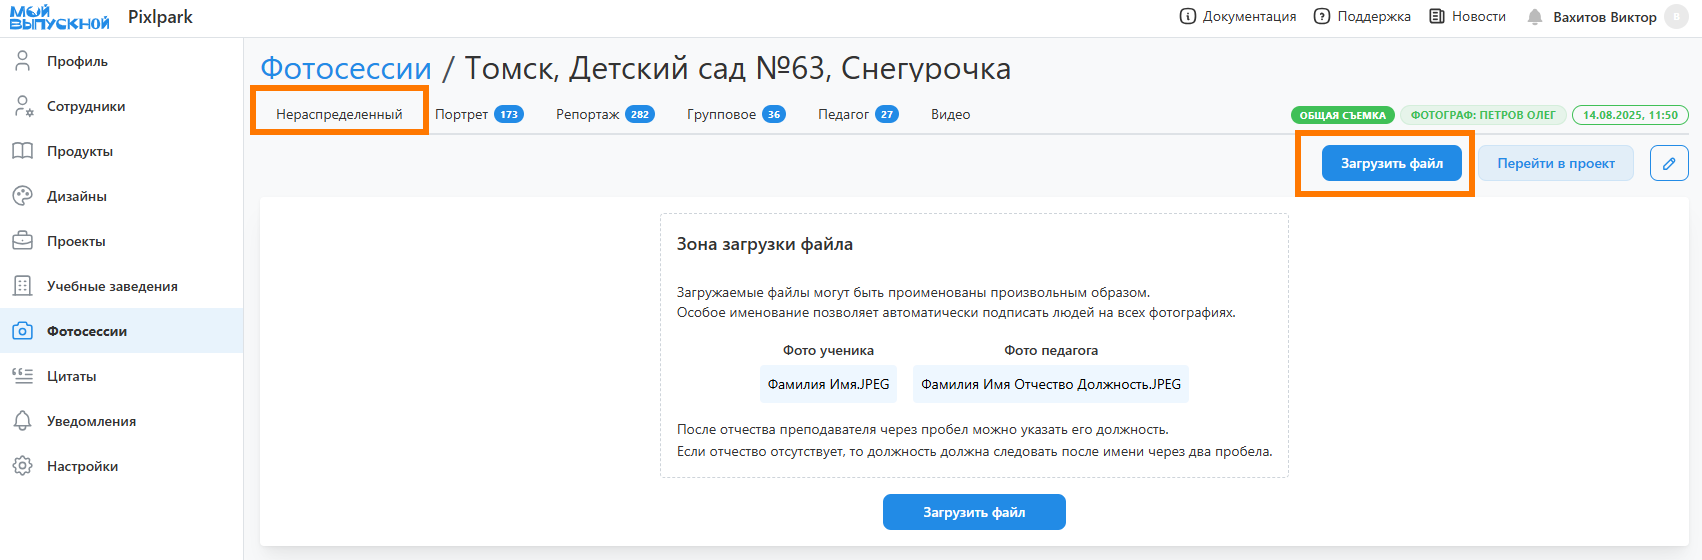 МОЙ
ВЫПУСКНОЙ
Pixlpark
Документация
Поддержка
Новости
Вахитов Виктор
В
Профиль
Сотрудники
Продукты
Дизайны
Проекты
Учебные заведения
Фотосессии
Цитаты
Уведомления
Настройки
Фотосессии / Томск, Детский сад №63, Снегурочка
Нераспределенный
Портрет 173
Репортаж 282
Групповое 36
Педагог 27
Видео
ОБЩАЯ СЪЕМКА
ФОТОГРАФ: ПЕТРОВ ОЛЕГ
14.08.2025, 11:50
Загрузить файл
Перейти в проект
Зона загрузки файла
Загружаемые файлы могут быть проименованы произвольным образом.
Особое именование позволяет автоматически подписать людей на всех фотографиях.
Фото ученика
Фото педагога
Фамилия Имя.JPEG
Фамилия Имя Отчество Должность.JPEG
После отчества преподавателя через пробел можно указать его должность.
Если отчество отсутствует, то должность должна следовать после имени через два пробела.
Загрузить файл